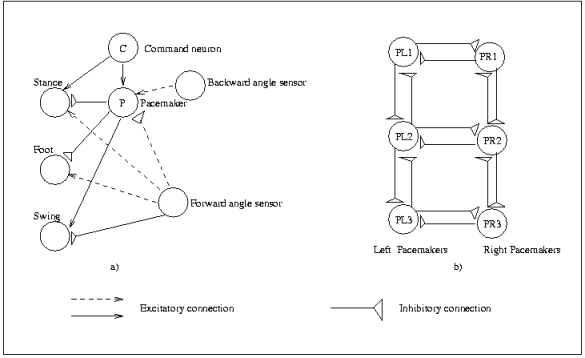 C Command neuron
Stance
Backward angle sensor
P Pacemaker
Foot
Forward angle sensor
Swing
a)
PL1 PR1
PL2 PR2
PL3 PR3
Left Pacemakers Right Pacemakers
b)
Excitatory connection
Inhibitory connection